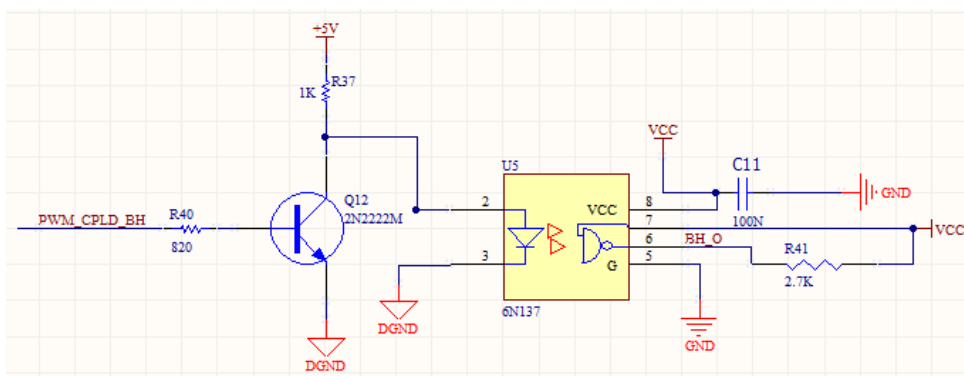 +5V
R37
1K
VCC
C11
U5
GND
Q12
2N2222M
2
8
VCC
7
100N
PWM_CPLD_BH
R40
VCC
6
BH_O
R41
820
3
G
5
2.7K
DGND
6N137
GND
DGND